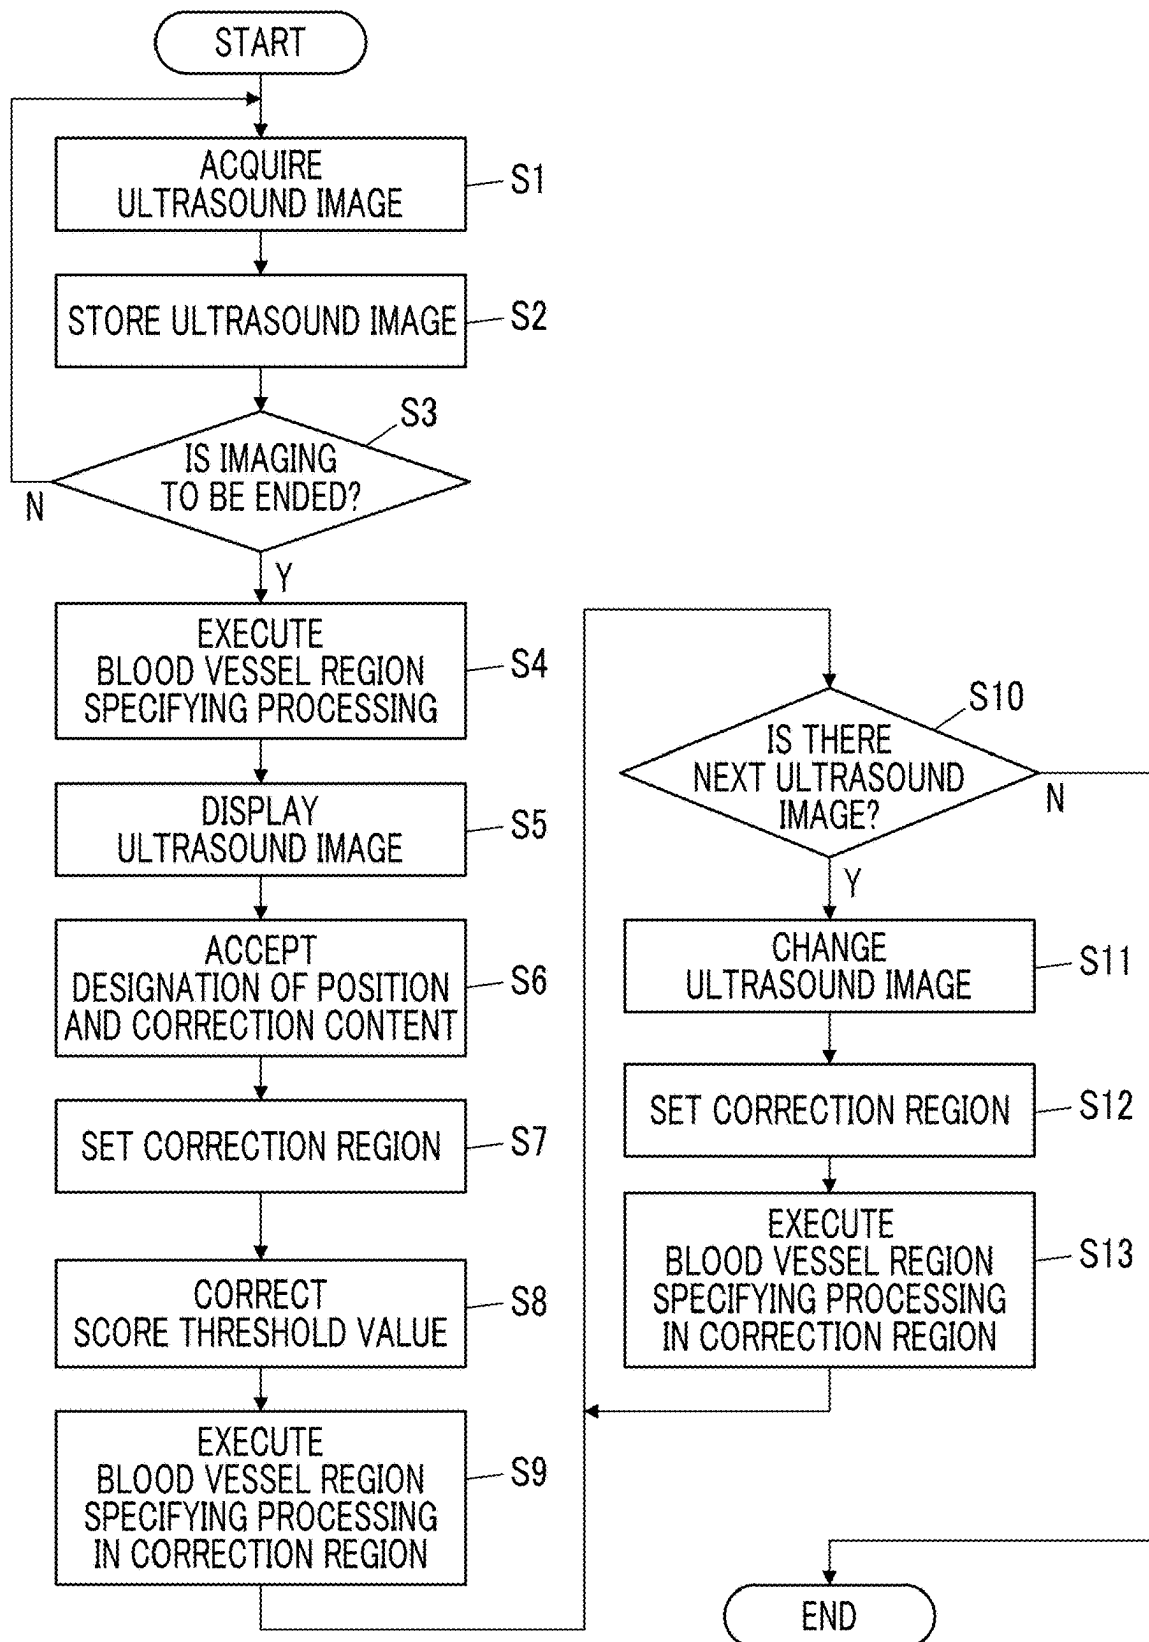 START
ACQUIRE
ULTRASOUND IMAGE
S1
STORE ULTRASOUND IMAGE
S2
S3
IS IMAGING
TO BE ENDED?
N
Y
EXECUTE
BLOOD VESSEL REGION
SPECIFYING PROCESSING
S4
DISPLAY
ULTRASOUND IMAGE
S5
ACCEPT
DESIGNATION OF POSITION
AND CORRECTION CONTENT
S6
SET CORRECTION REGION
S7
CORRECT
SCORE THRESHOLD VALUE
S8
EXECUTE
BLOOD VESSEL REGION
SPECIFYING PROCESSING
IN CORRECTION REGION
S9
S10
IS THERE
NEXT ULTRASOUND
IMAGE?
N
Y
CHANGE
ULTRASOUND IMAGE
S11
SET CORRECTION REGION
S12
EXECUTE
BLOOD VESSEL REGION
SPECIFYING PROCESSING
IN CORRECTION REGION
S13
END